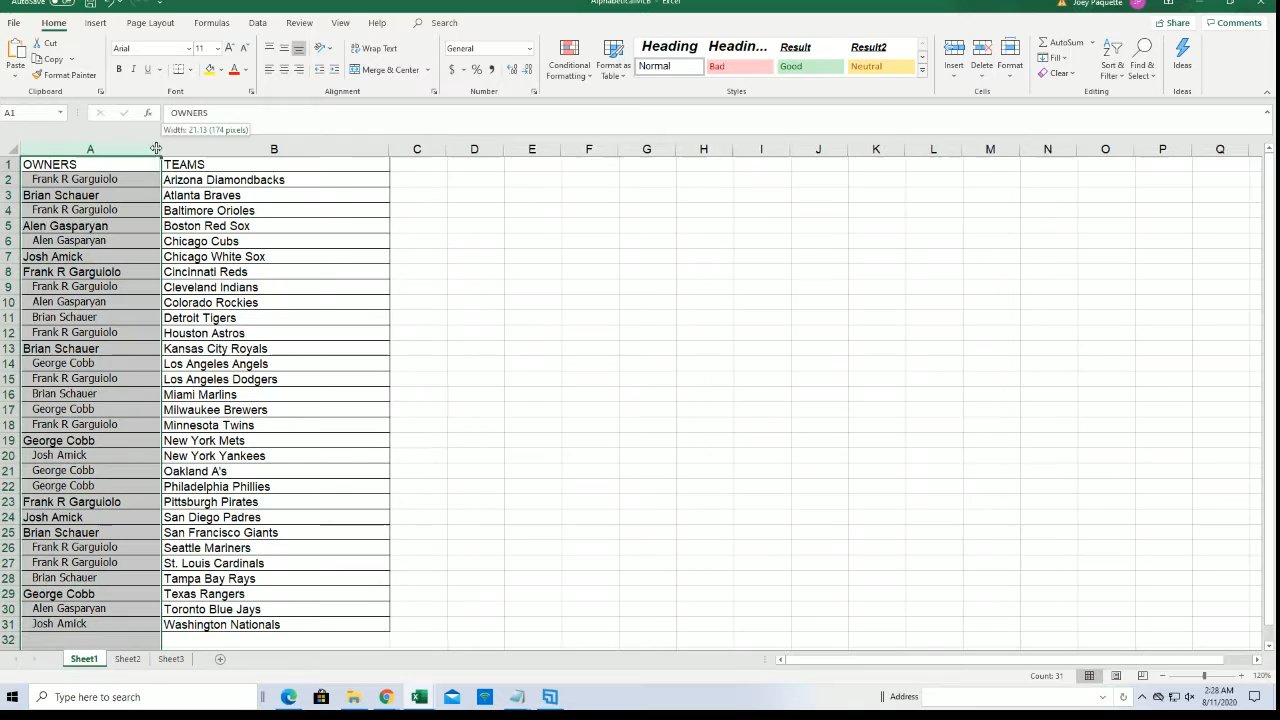 AutoSave Off AlphabeticalMLB - Excel Joey Paquette JP
File Home Insert Page Layout Formulas Data Review View Help Search Share Comments
Cut Arial 11 Wrap Text General Heading Headin... Result Result2 AutoSum
Copy Fill
Paste Format Painter Merge & Center Conditional Formatting Format as Table Normal Bad Good Neutral Insert Delete Format Clear Sort & Filter Find & Select Ideas
Clipboard Font Alignment Number Styles Cells Editing Ideas
A1 OWNERS
Width: 21.13 (174 pixels)
A B C D E F G H I J K L M N O P Q
1 OWNERS TEAMS
2 Frank R Garguiolo Arizona Diamondbacks
3 Brian Schauer Atlanta Braves
4 Frank R Garguiolo Baltimore Orioles
5 Alen Gasparyan Boston Red Sox
6 Alen Gasparyan Chicago Cubs
7 Josh Amick Chicago White Sox
8 Frank R Garguiolo Cincinnati Reds
9 Frank R Garguiolo Cleveland Indians
10 Alen Gasparyan Colorado Rockies
11 Brian Schauer Detroit Tigers
12 Frank R Garguiolo Houston Astros
13 Brian Schauer Kansas City Royals
14 George Cobb Los Angeles Angels
15 Frank R Garguiolo Los Angeles Dodgers
16 Brian Schauer Miami Marlins
17 George Cobb Milwaukee Brewers
18 Frank R Garguiolo Minnesota Twins
19 George Cobb New York Mets
20 Josh Amick New York Yankees
21 George Cobb Oakland A's
22 George Cobb Philadelphia Phillies
23 Frank R Garguiolo Pittsburgh Pirates
24 Josh Amick San Diego Padres
25 Brian Schauer San Francisco Giants
26 Frank R Garguiolo Seattle Mariners
27 Frank R Garguiolo St. Louis Cardinals
28 Brian Schauer Tampa Bay Rays
29 George Cobb Texas Rangers
30 Alen Gasparyan Toronto Blue Jays
31 Josh Amick Washington Nationals
32
Sheet1 Sheet2 Sheet3
Count: 31 120%
Type here to search Address 2:28 AM
8/11/2020